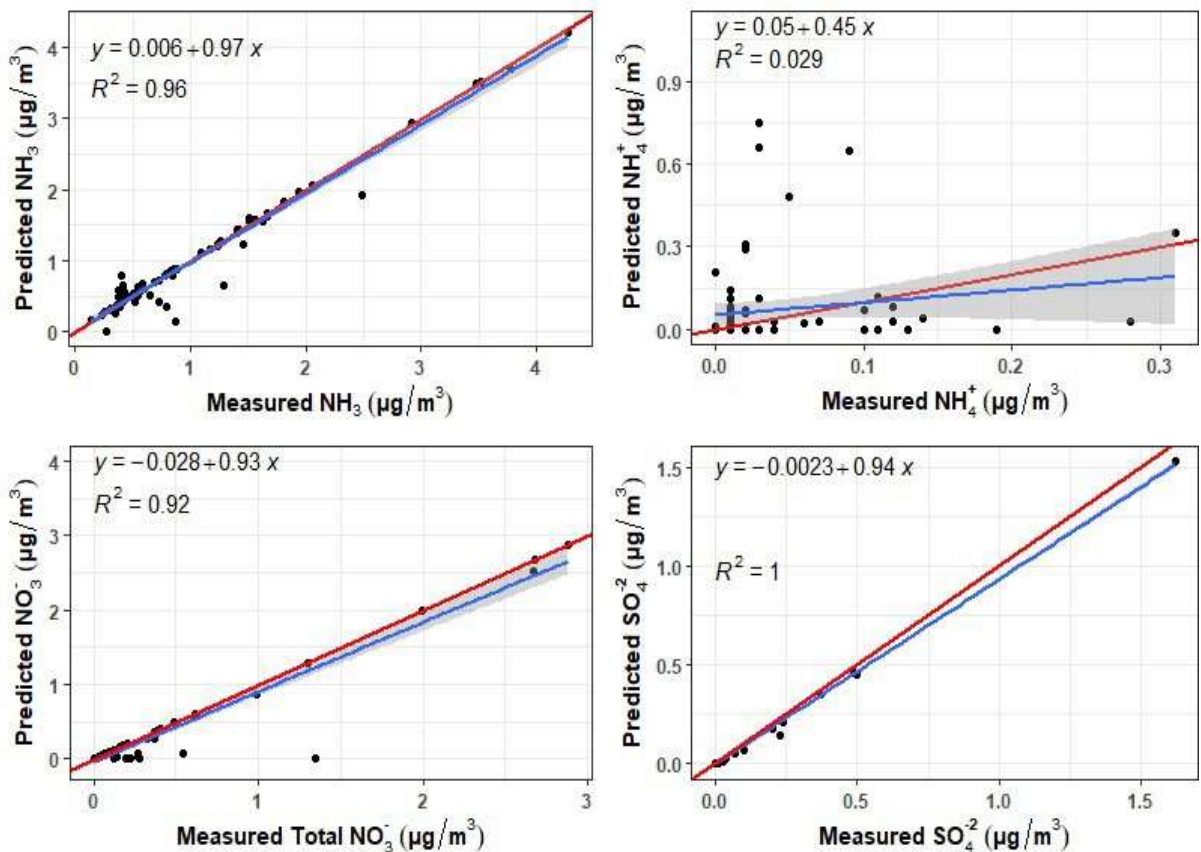 y = 0.006 + 0.97 x
R² = 0.96
4
3
2
1
0
Predicted NH₃ (µg/m³)
0 1 2 3 4
Measured NH₃ (µg/m³)
y = 0.05 + 0.45 x
R² = 0.029
0.9
0.6
0.3
0.0
Predicted NH₄⁺ (µg/m³)
0.0 0.1 0.2 0.3
Measured NH₄⁺ (µg/m³)
y = −0.028 + 0.93 x
R² = 0.92
4
3
2
1
0
Predicted NO₃⁻ (µg/m³)
0 1 2 3
Measured Total NO₃⁻ (µg/m³)
y = −0.0023 + 0.94 x
R² = 1
1.5
1.0
0.5
0.0
Predicted SO₄⁻² (µg/m³)
0.0 0.5 1.0 1.5
Measured SO₄⁻² (µg/m³)